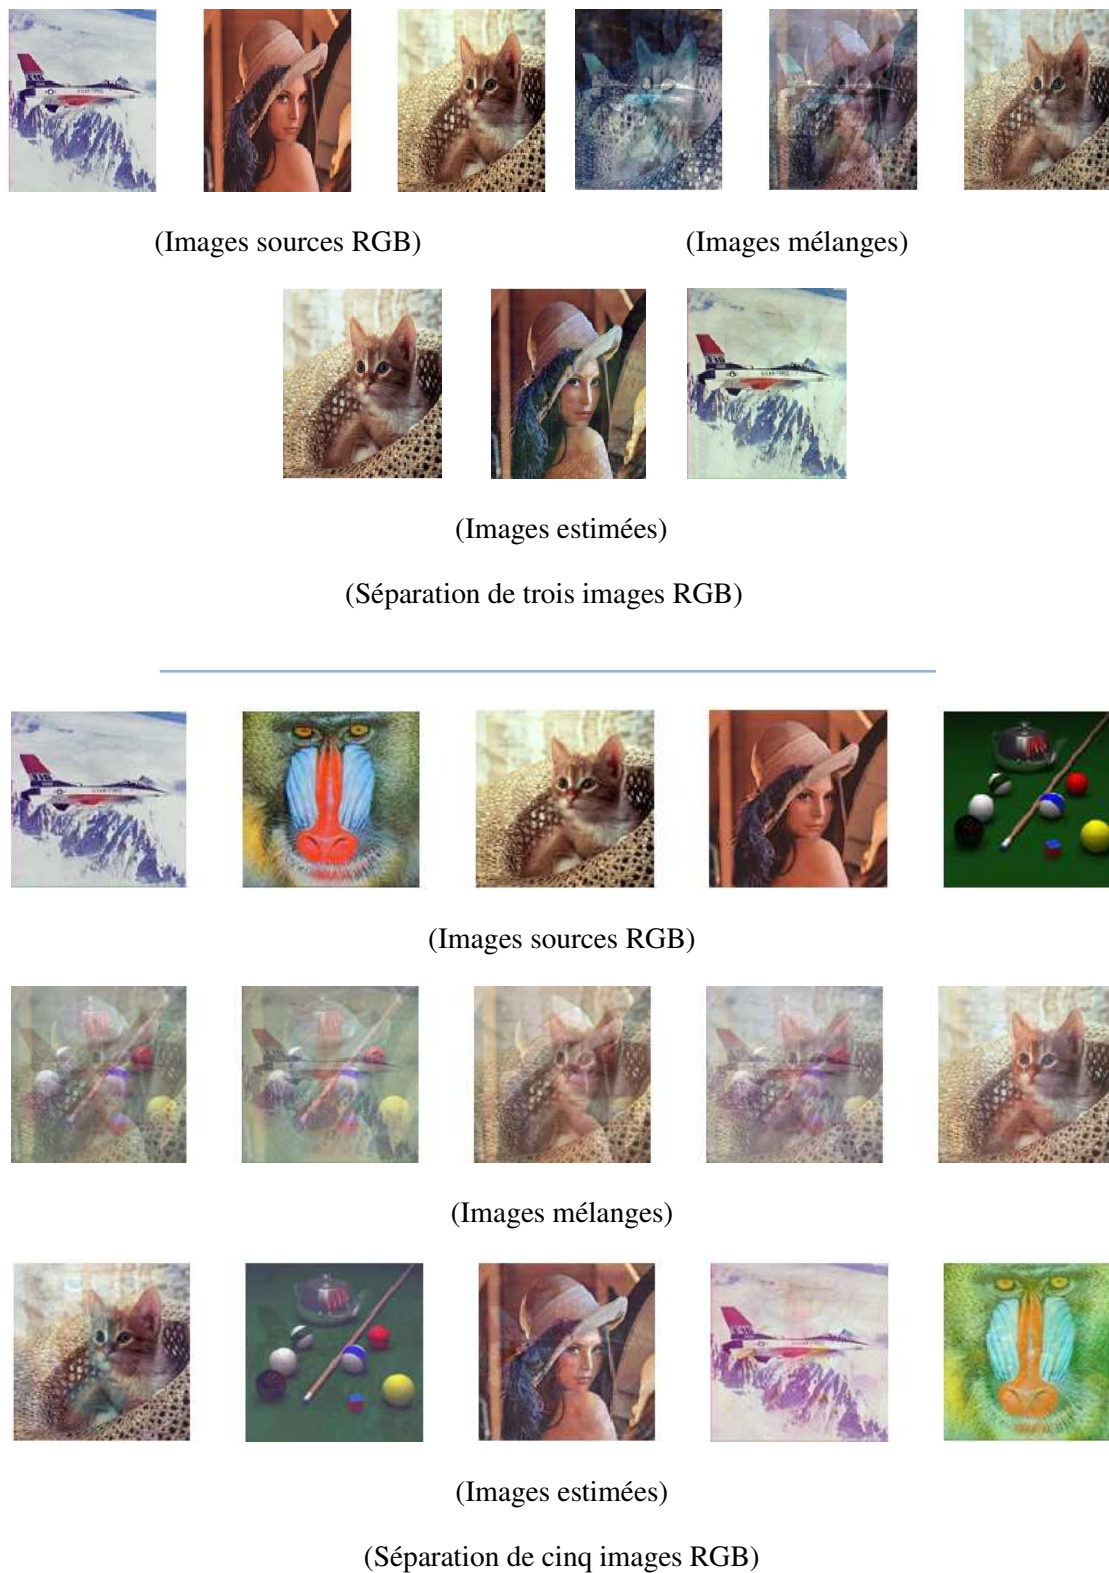 (Images sources RGB)
(Images mélanges)
(Images estimées)
(Séparation de trois images RGB)
(Images sources RGB)
(Images mélanges)
(Images estimées)
(Séparation de cinq images RGB)